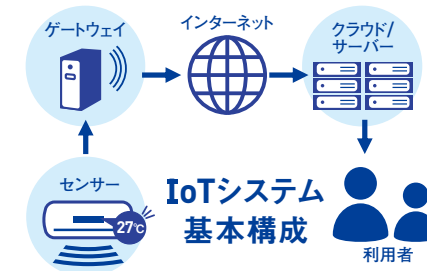 ゲートウェイ
インターネット
クラウド/
サーバー
センサー
27℃
IoTシステム
基本構成
利用者